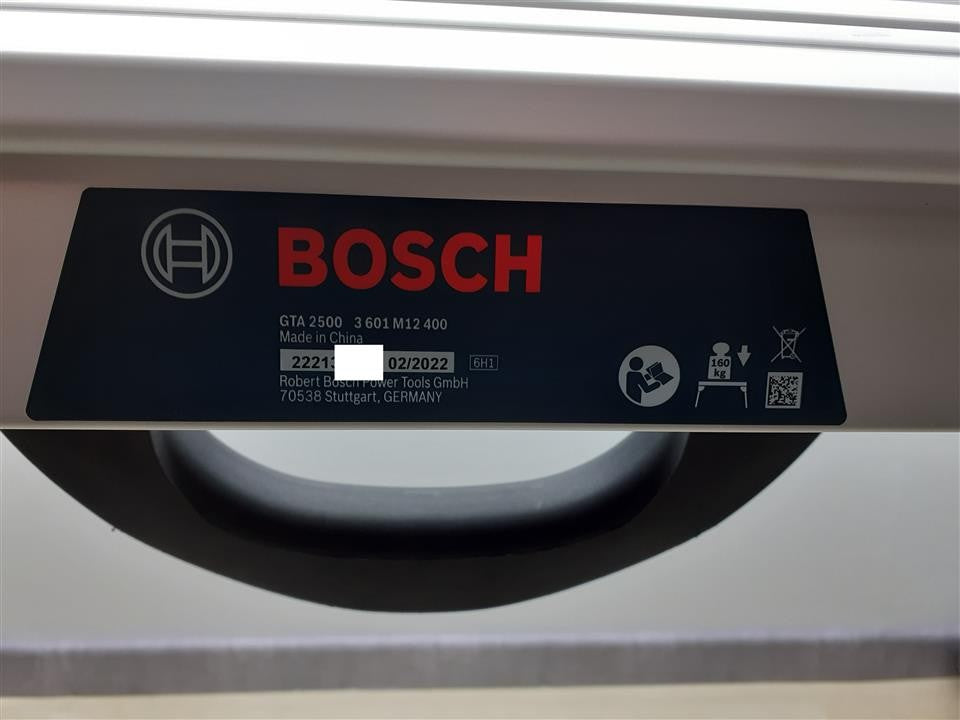 BOSCH
GTA 2500 3 601 M12 400
Made in China
2221 02/2022 6H1
Robert Bosch Power Tools GmbH
70538 Stuttgart, GERMANY
160
kg